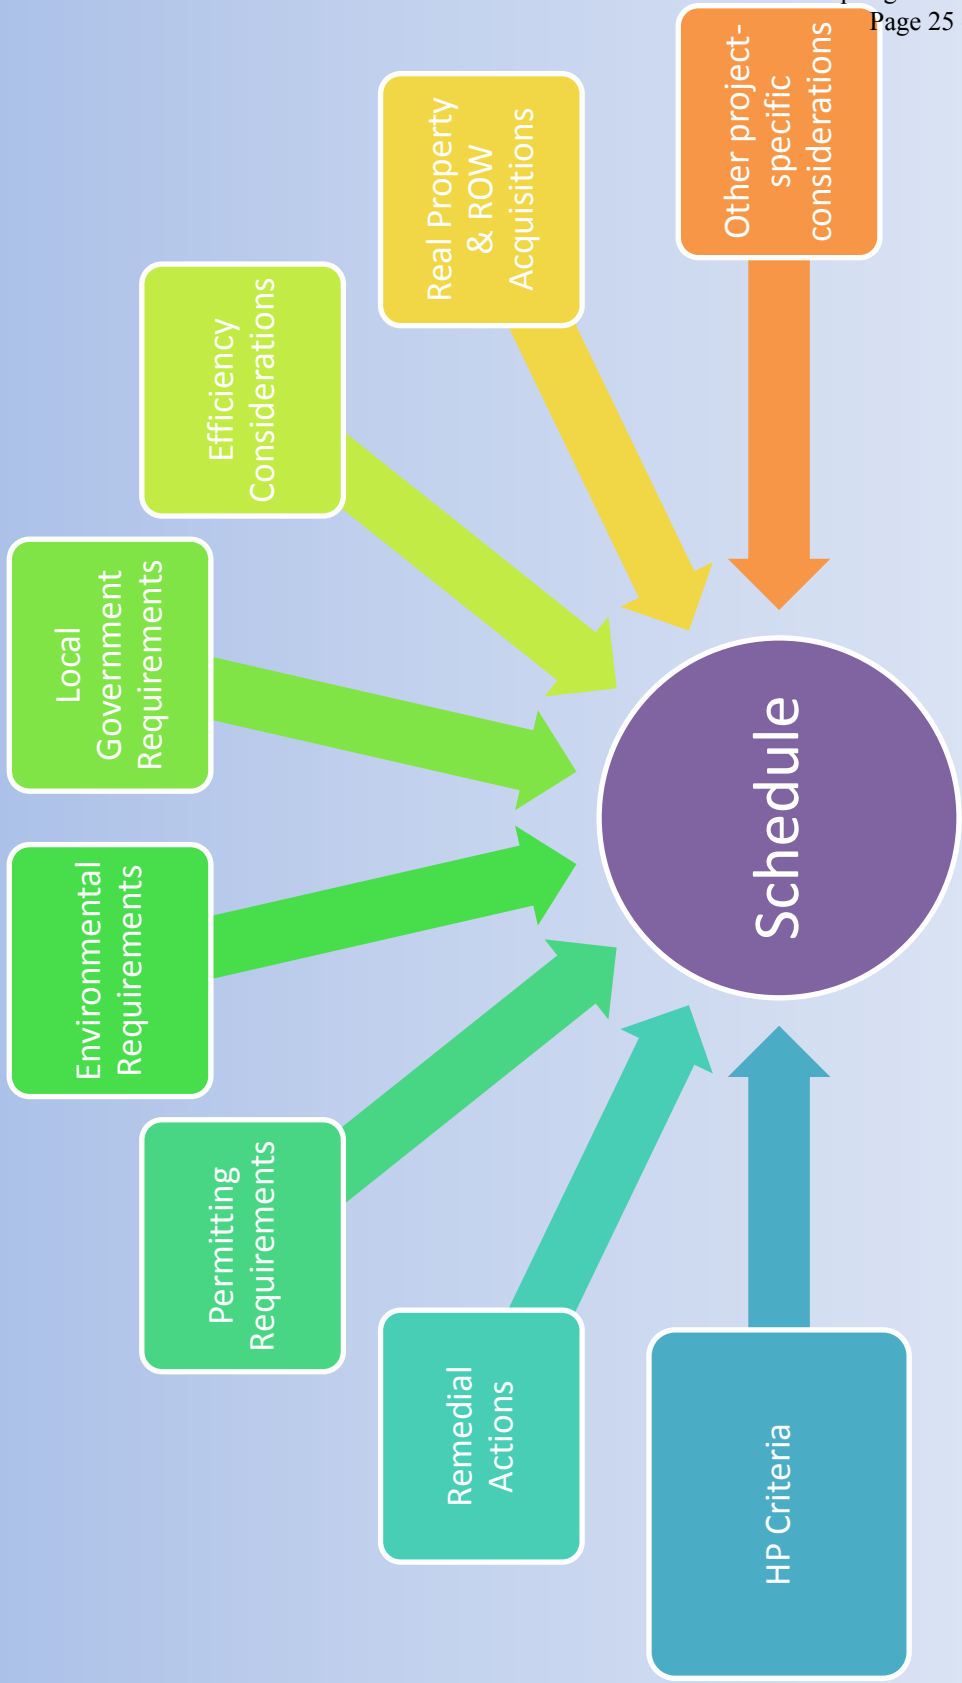 Page 25
HP Criteria
Remedial
Actions
Permitting
Requirements
Environmental
Requirements
Local
Government
Requirements
Efficiency
Considerations
Real Property
& ROW
Acquisitions
Other project-
specific
considerations
Schedule